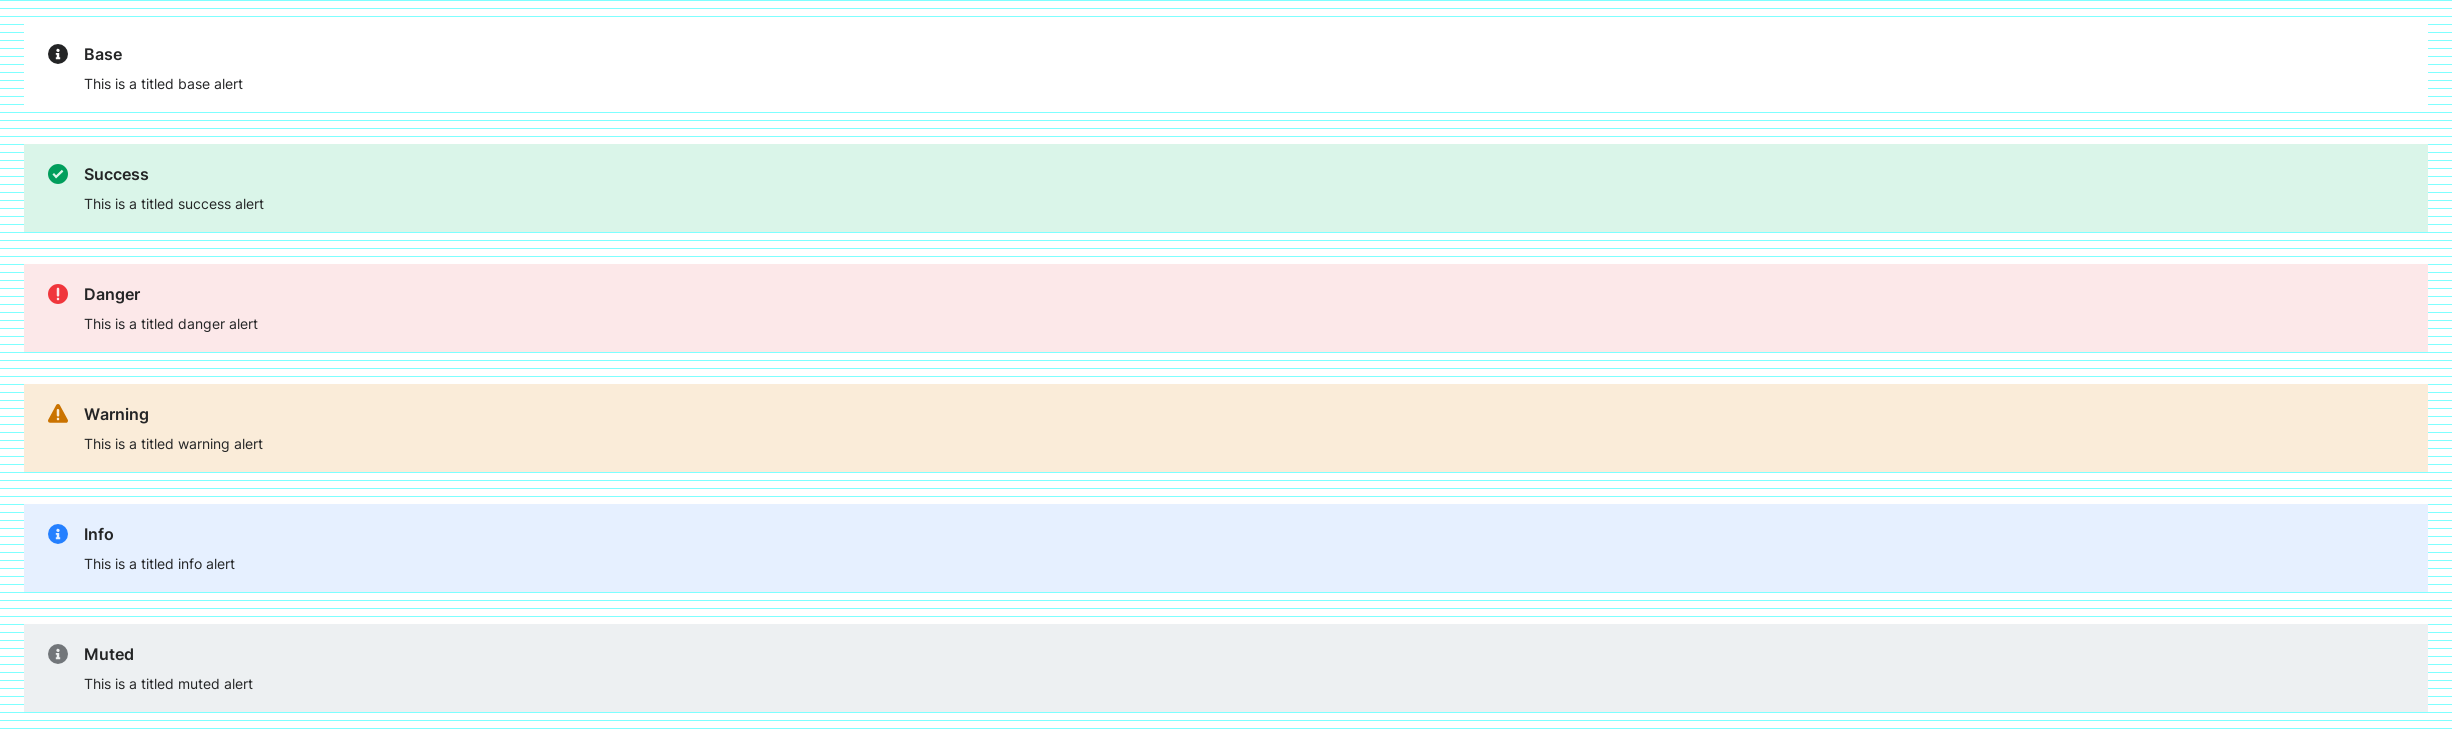 Base
This is a titled base alert
Success
This is a titled success alert
Danger
This is a titled danger alert
Warning
This is a titled warning alert
Info
This is a titled info alert
Muted
This is a titled muted alert